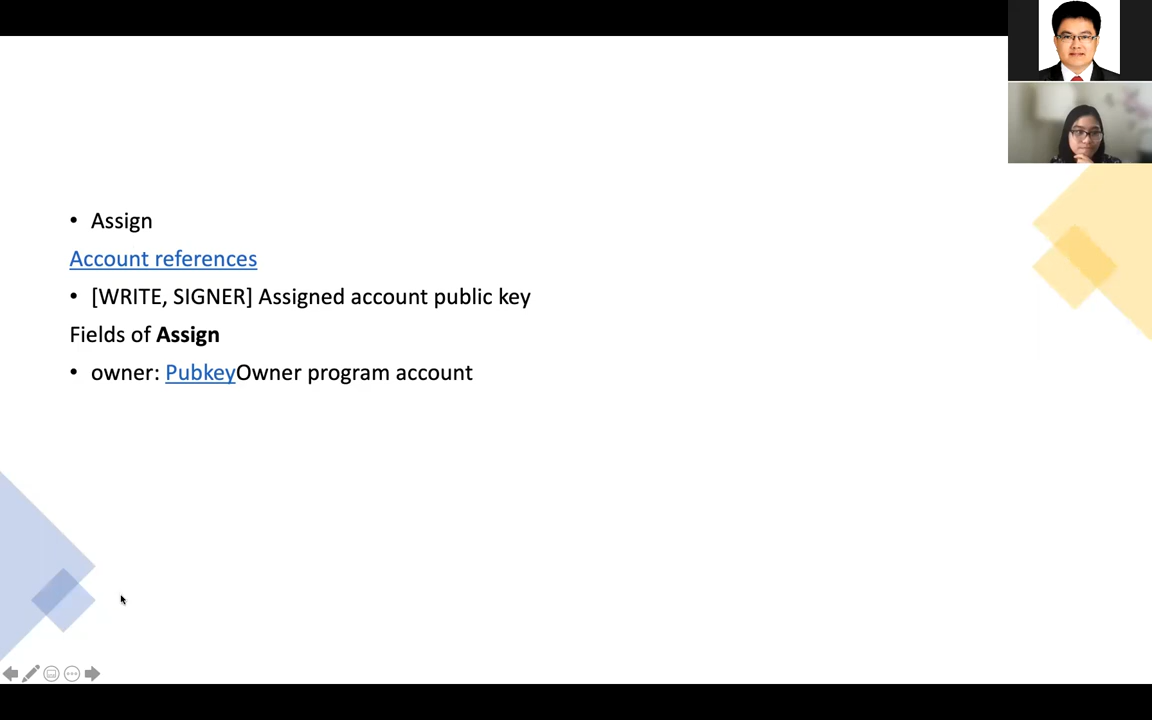 • Assign
Account references
• [WRITE, SIGNER] Assigned account public key
Fields of Assign
• owner: PubkeyOwner program account